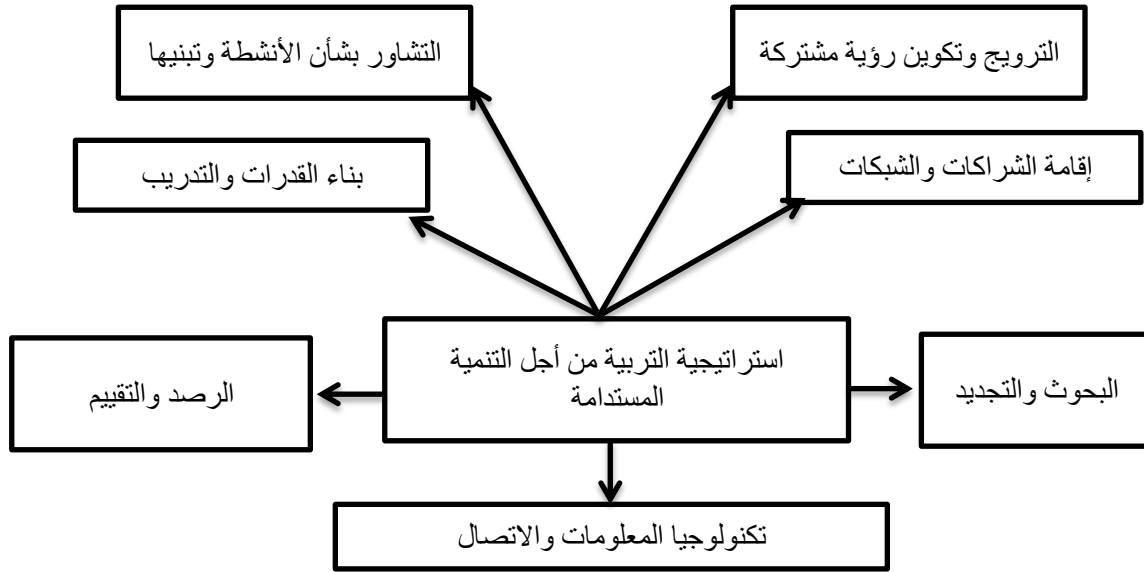 الترويج وتكوين رؤية مشتركة
التشاور بشأن الأنشطة وتبنيها
إقامة الشراكات والشبكات
بناء القدرات والتدريب
استراتيجية التربية من أجل التنمية
المستدامة
البحوث والتجديد
الرصد والتقييم
تكنولوجيا المعلومات والاتصال